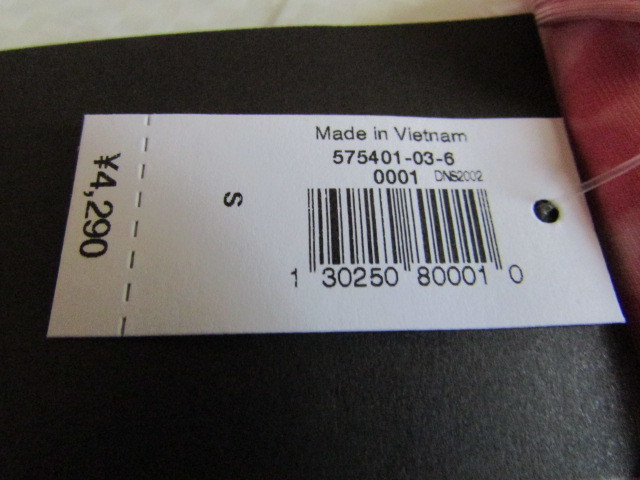 Made in Vietnam
575401-03-6
0001 DNS2002
1 30250 80001 0
S
¥4,290